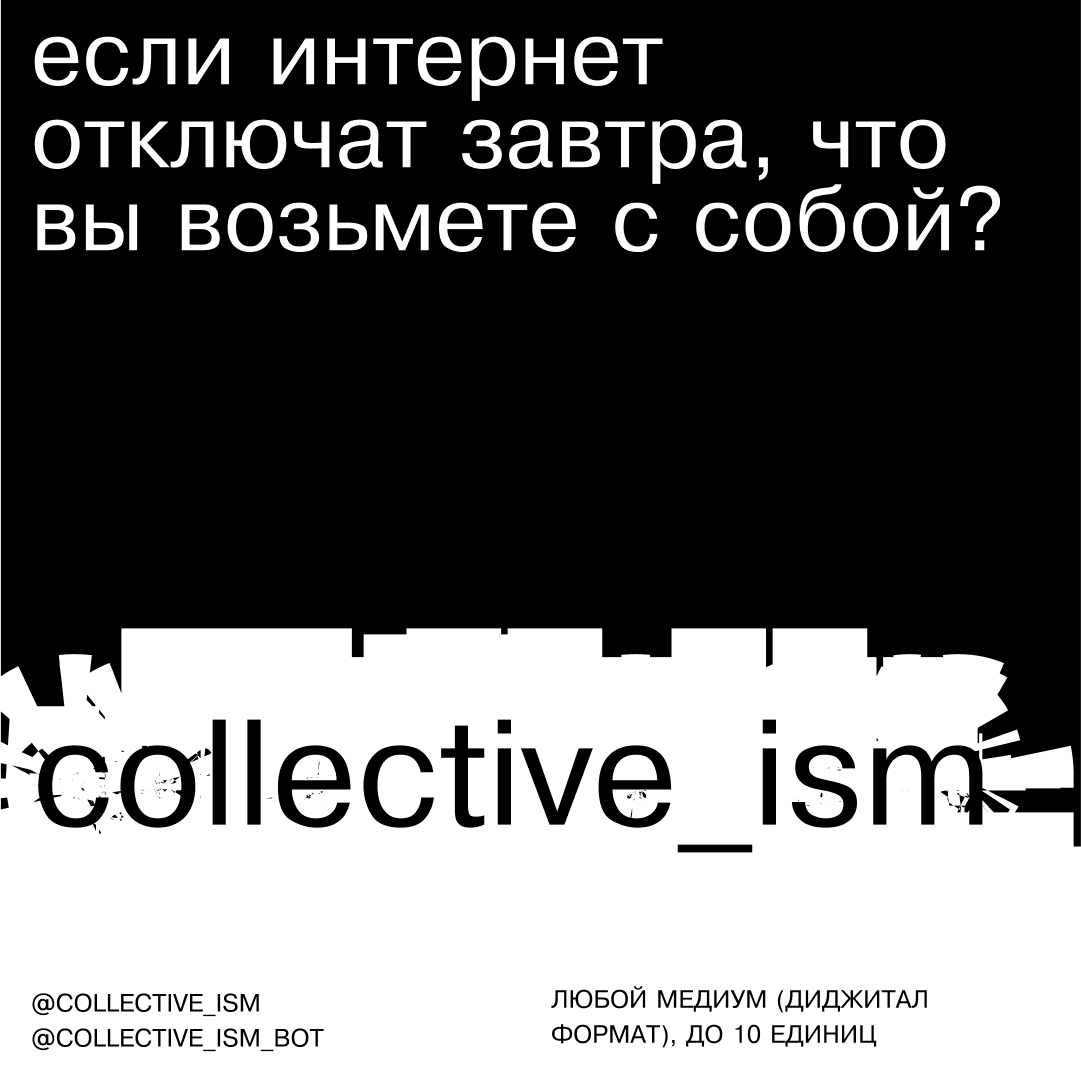 если интернет
отключат завтра, что
вы возьмете с собой?
collective_ism
@COLLECTIVE_ISM
@COLLECTIVE_ISM_BOT
ЛЮБОЙ МЕДИУМ (ДИДЖИТАЛ
ФОРМАТ), ДО 10 ЕДИНИЦ